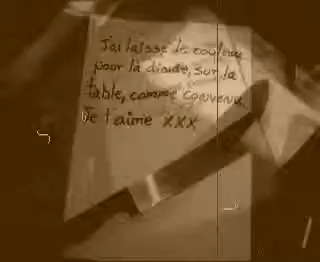 J'ai laissé le couteau
pour la dinde, sur la
table, comme convenu.
Je t'aime xxx